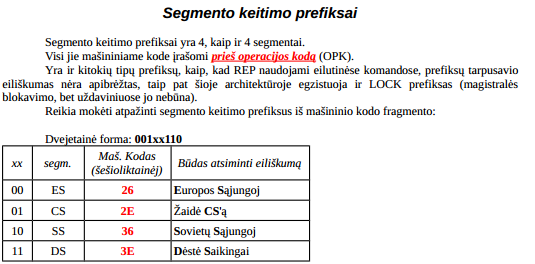 Segmento keitimo prefiksai
Segmento keitimo prefiksai yra 4, kaip ir 4 segmentai.
Visi jie mašininiame kode įrašomi prieš operacijos kodą (OPK).
Yra ir kitokių tipų prefiksų, kaip, kad REP naudojami eilutinėse komandose, prefiksų tarpusavio
eiliškumas nėra apibrėžtas, taip pat šioje architektūroje egzistuoja ir LOCK prefiksas (magistralės
blokavimo, bet uždaviniuose jo nebūna).
Reikia mokėti atpažinti segmento keitimo prefiksus iš mašininio kodo fragmento:
Dvejetainė forma: 001xx110
xx segm. Maš. Kodas (šešioliktainėj) Būdas atsiminti eiliškumą
00 ES 26 Europos Sąjungoj
01 CS 2E Žaidė CS'ą
10 SS 36 Sovietų Sąjungoj
11 DS 3E Dėstė Saikingai